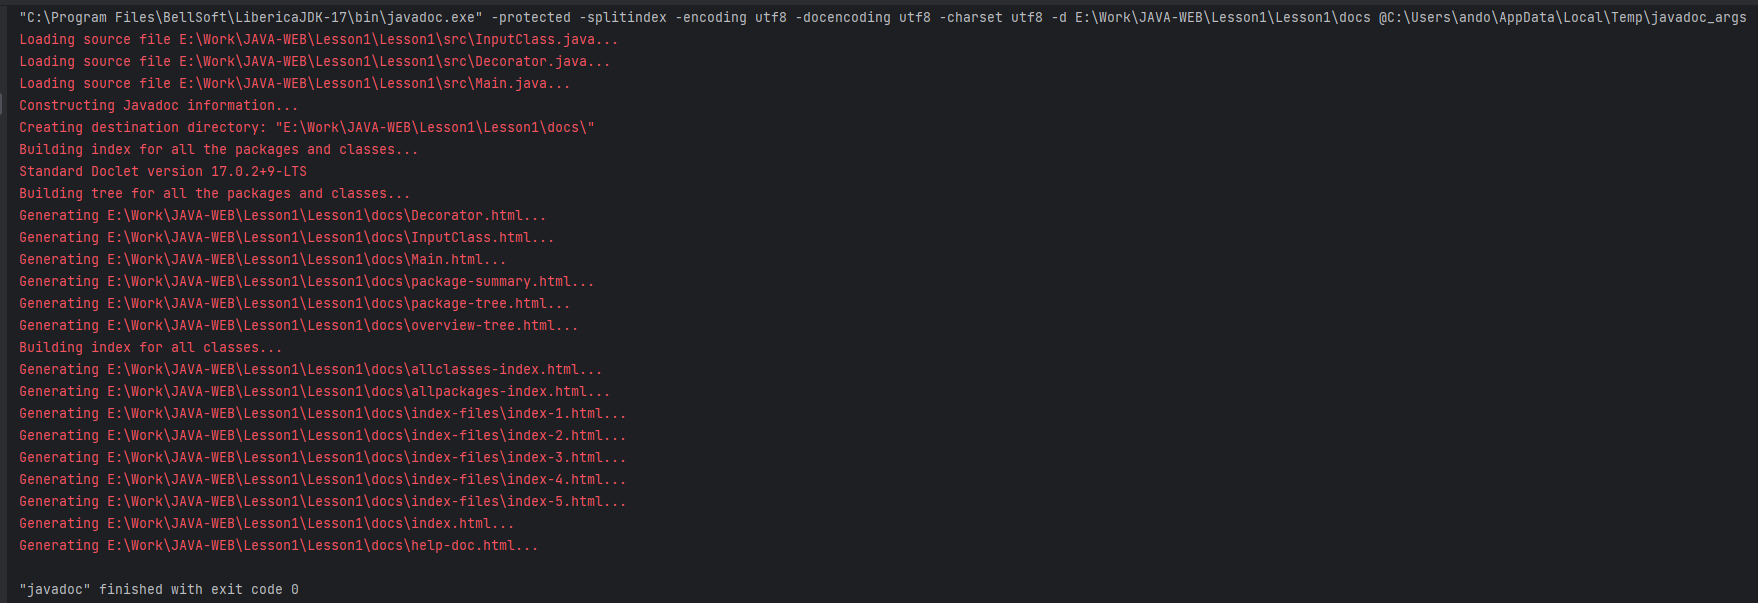 "C:\Program Files\BellSoft\LibericaJDK-17\bin\javadoc.exe" -protected -splitindex -encoding utf8 -docencoding utf8 -charset utf8 -d E:\Work\JAVA-WEB\Lesson1\Lesson1\docs @C:\Users\ando\AppData\Local\Temp\javadoc_args
Loading source file E:\Work\JAVA-WEB\Lesson1\Lesson1\src\InputClass.java...
Loading source file E:\Work\JAVA-WEB\Lesson1\Lesson1\src\Decorator.java...
Loading source file E:\Work\JAVA-WEB\Lesson1\Lesson1\src\Main.java...
Constructing Javadoc information...
Creating destination directory: "E:\Work\JAVA-WEB\Lesson1\Lesson1\docs\"
Building index for all the packages and classes...
Standard Doclet version 17.0.2+9-LTS
Building tree for all the packages and classes...
Generating E:\Work\JAVA-WEB\Lesson1\Lesson1\docs\Decorator.html...
Generating E:\Work\JAVA-WEB\Lesson1\Lesson1\docs\InputClass.html...
Generating E:\Work\JAVA-WEB\Lesson1\Lesson1\docs\Main.html...
Generating E:\Work\JAVA-WEB\Lesson1\Lesson1\docs\package-summary.html...
Generating E:\Work\JAVA-WEB\Lesson1\Lesson1\docs\package-tree.html...
Generating E:\Work\JAVA-WEB\Lesson1\Lesson1\docs\overview-tree.html...
Building index for all classes...
Generating E:\Work\JAVA-WEB\Lesson1\Lesson1\docs\allclasses-index.html...
Generating E:\Work\JAVA-WEB\Lesson1\Lesson1\docs\allpackages-index.html...
Generating E:\Work\JAVA-WEB\Lesson1\Lesson1\docs\index-files\index-1.html...
Generating E:\Work\JAVA-WEB\Lesson1\Lesson1\docs\index-files\index-2.html...
Generating E:\Work\JAVA-WEB\Lesson1\Lesson1\docs\index-files\index-3.html...
Generating E:\Work\JAVA-WEB\Lesson1\Lesson1\docs\index-files\index-4.html...
Generating E:\Work\JAVA-WEB\Lesson1\Lesson1\docs\index-files\index-5.html...
Generating E:\Work\JAVA-WEB\Lesson1\Lesson1\docs\index.html...
Generating E:\Work\JAVA-WEB\Lesson1\Lesson1\docs\help-doc.html...
"javadoc" finished with exit code 0